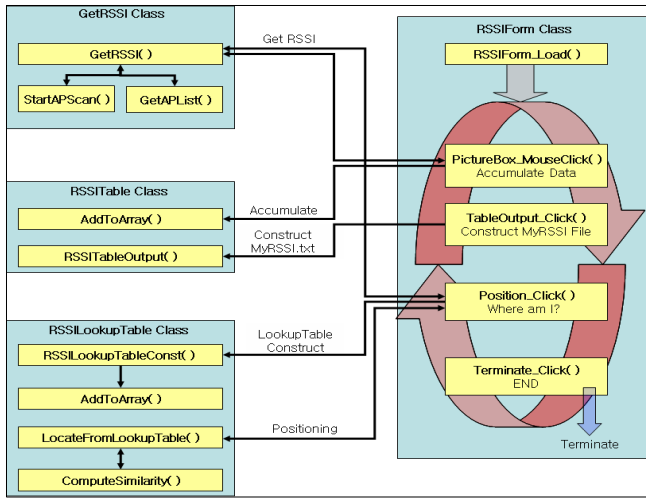 GetRSSI Class
GetRSSI( )
StartAPScan( )
GetAPList( )
RSSITable Class
AddToArray( )
RSSITableOutput( )
RSSILookupTable Class
RSSILookupTableConst( )
AddToArray( )
LocateFromLookupTable( )
ComputeSimilarity( )
Get RSSI
Accumulate
Construct
MyRSSI.txt
LookupTable
Construct
Positioning
RSSIForm Class
RSSIForm_Load( )
PictureBox_MouseClick( )
Accumulate Data
TableOutput_Click( )
Construct MyRSSI File
Position_Click( )
Where am I?
Terminate_Click( )
END
Terminate